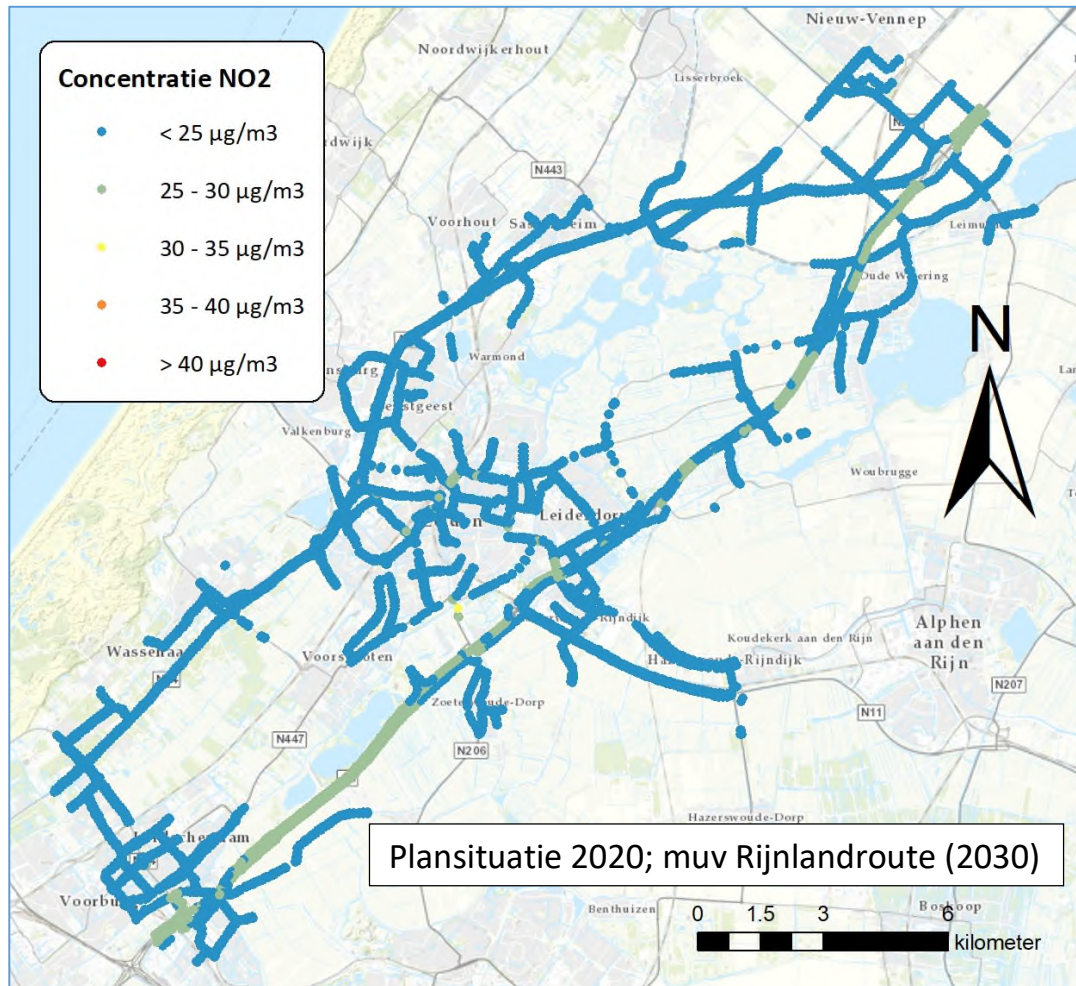 Nieuw-Vennep
Noordwijkerhout
Lisserbroek
Concentratie NO2
< 25 µg/m3
25 - 30 µg/m3
30 - 35 µg/m3
35 - 40 µg/m3
> 40 µg/m3
N443
Voorhout
Leimuiden
Oude Wetering
N
Warmond
Valkenburg
Woubrugge
Leiderdorp
Koudekerk aan den Rijn
Alphen
aan den
Rijn
Wassenaar
Voorschoten
Hazerswoude-Rijndijk
N207
Zoeterwoude-Dorp
N11
N447
N206
Hazerswoude-Dorp
Plansituatie 2020; muv Rijnlandroute (2030)
Voorburg
Benthuizen
Boskoop
0 1.5 3 6
kilometer